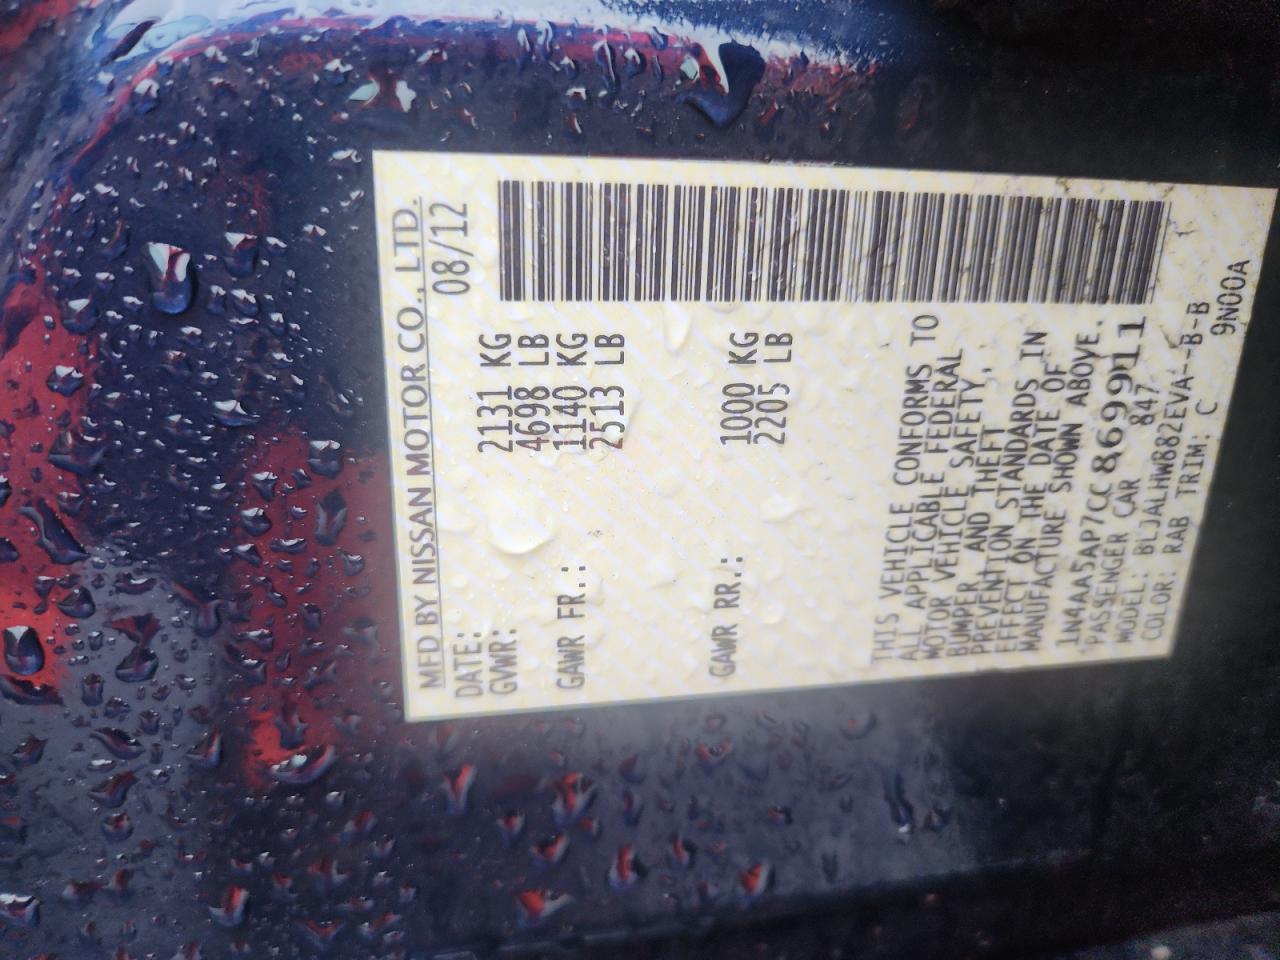 MFD BY NISSAN MOTOR CO., LTD.
DATE: 08/12
GVWR: 2131 KG
4698 LB
GAWR FR.: 1140 KG
2513 LB
GAWR RR.: 1000 KG
2205 LB
THIS VEHICLE CONFORMS TO
ALL APPLICABLE FEDERAL
MOTOR VEHICLE SAFETY,
BUMPER AND THEFT
PREVENTION STANDARDS IN
EFFECT ON THE DATE OF
MANUFACTURE SHOWN ABOVE.
1N4AA5AP7CC869911
PASSENGER CAR 847
MODEL: BLJALHW882EVA--B-B
COLOR: RAB TRIM: C
9N00A